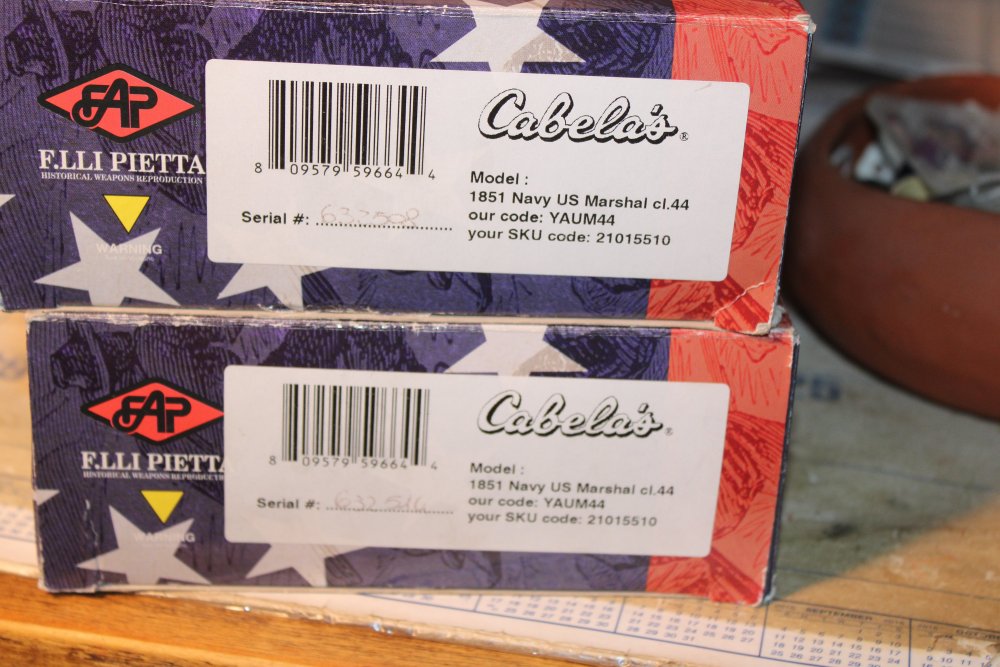 FAP
F.LLI PIETTA
HISTORICAL WEAPONS REPRODUCTION
WARNING
8 09579 59664 4
Serial #: 632508
Cabela's®
Model :
1851 Navy US Marshal cl.44
our code: YAUM44
your SKU code: 21015510
FAP
F.LLI PIETTA
HISTORICAL WEAPONS REPRODUCTI
WARNING
8 09579 59664 4
Serial #:
Cabela's®
Model :
1851 Navy US Marshal cl.44
our code: YAUM44
your SKU code: 21015510
SEPTEMBER